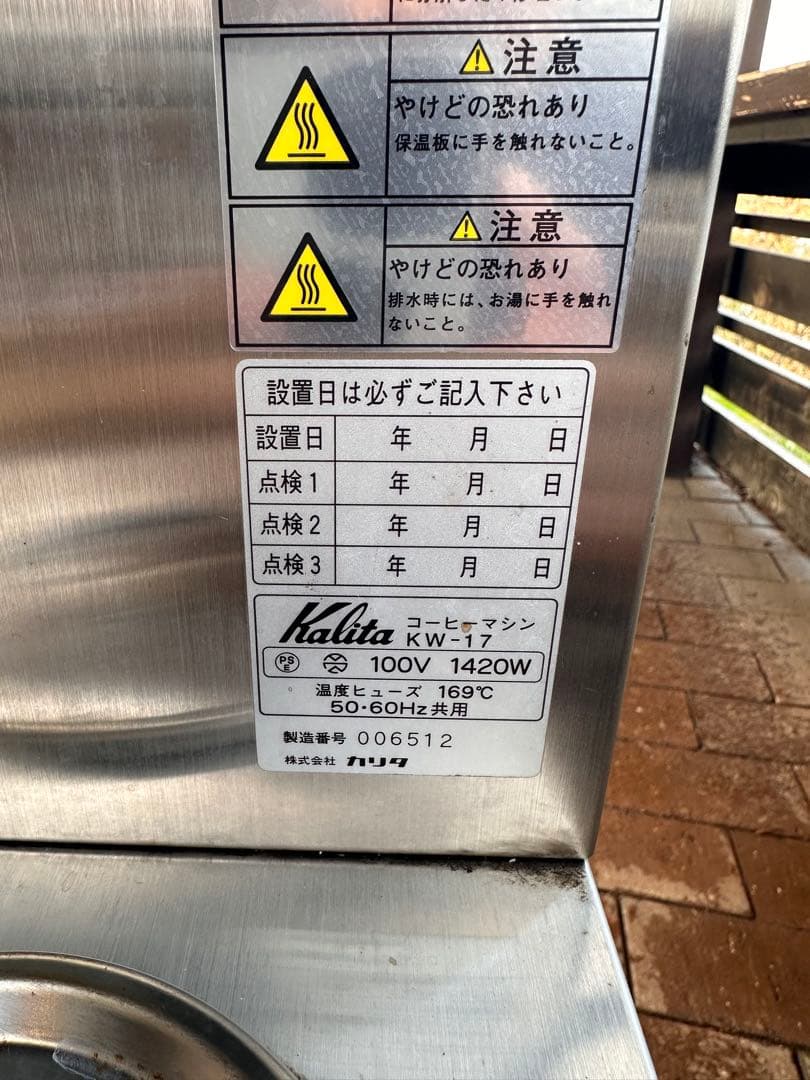 注意
やけどの恐れあり
保温板に手を触れないこと。
注意
やけどの恐れあり
排水時には、お湯に手を触れ
ないこと。
設置日は必ずご記入下さい
設置日 年 月 日
点検1 年 月 日
点検2 年 月 日
点検3 年 月 日
Kalita コーヒーマシン
KW-17
PSE 100V 1420W
温度ヒューズ 169℃
50・60Hz共用
製造番号 006512
株式会社 カリタ